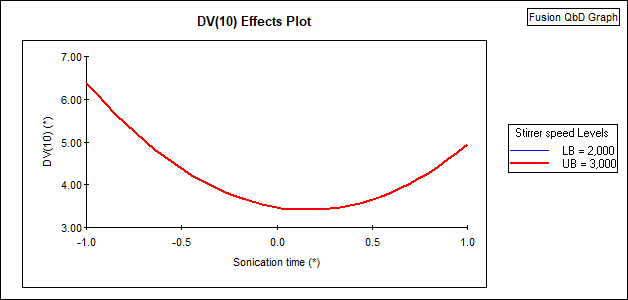 DV(10) Effects Plot
Fusion QbD Graph
7.00
6.00
5.00
4.00
3.00
DV(10) (*)
-1.0 -0.5 0.0 0.5 1.0
Sonication time (*)
Stirrer speed Levels
LB = 2,000
UB = 3,000